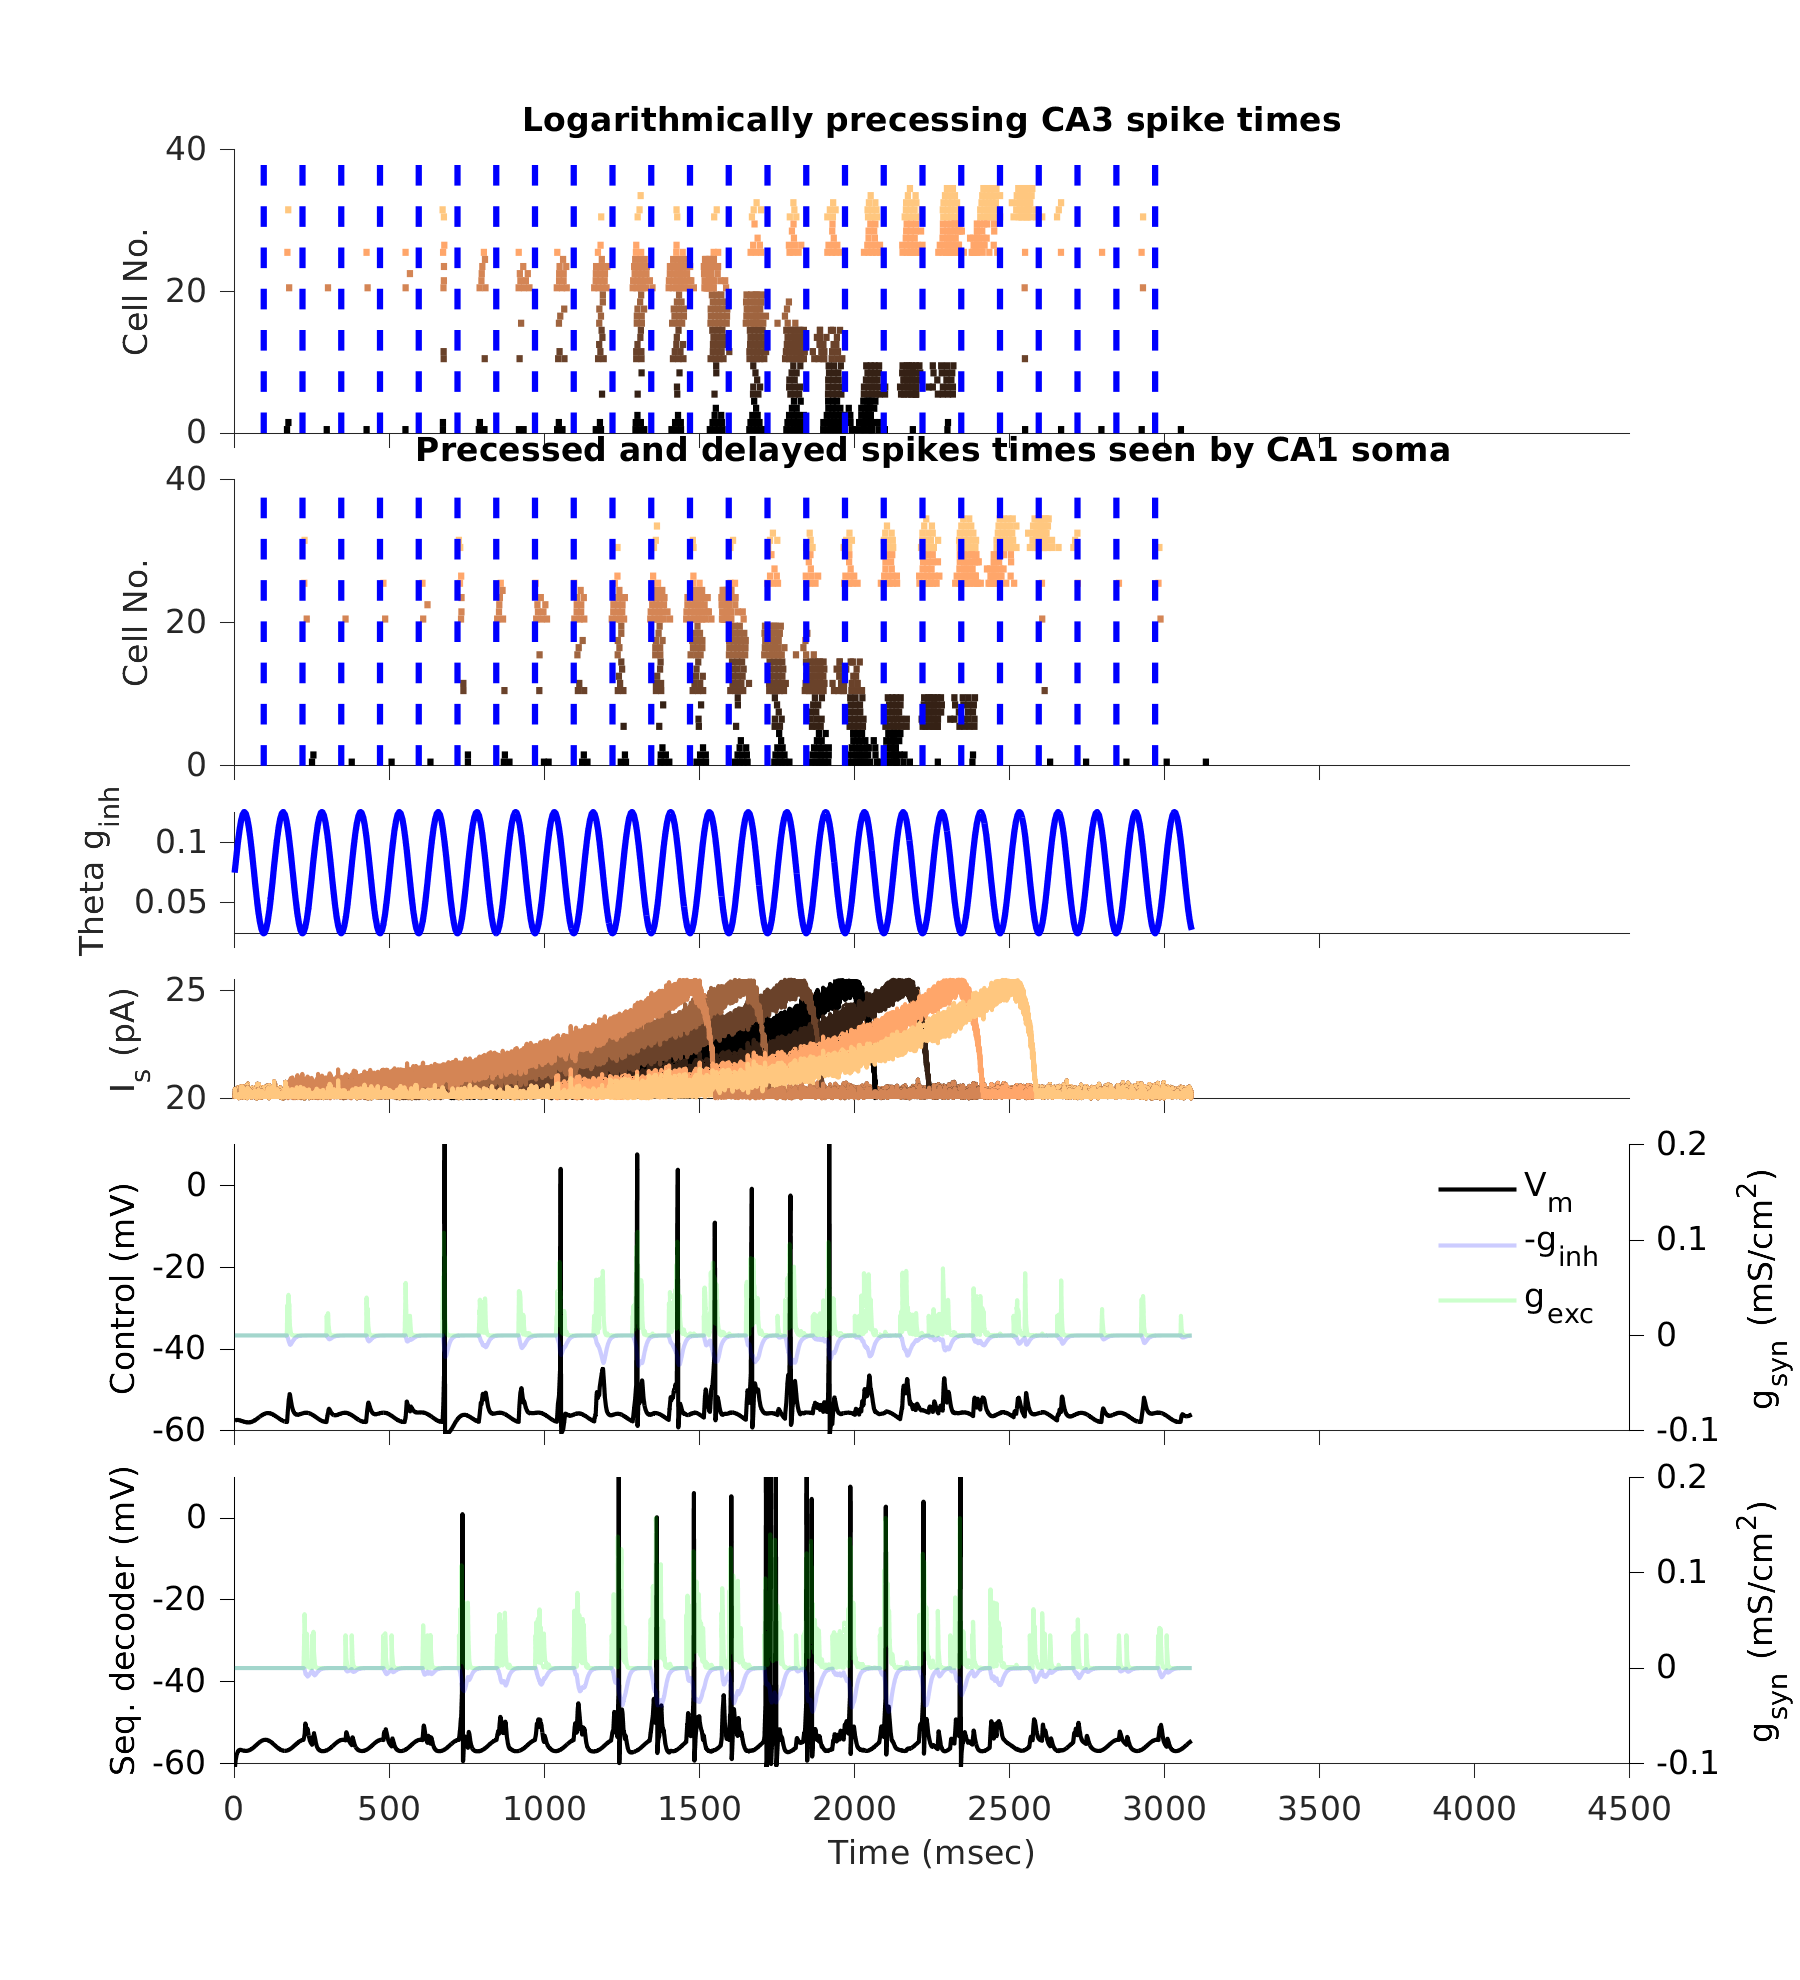 Logarithmically precessing CA3 spike times
40
20
0
Cell No.
Precessed and delayed spikes times seen by CA1 soma
40
20
0
Cell No.
0.1
0.05
Theta g_inh
25
20
I_s (pA)
0
-20
-40
-60
Control (mV)
V_m
-g_inh
g_exc
0.2
0.1
0
-0.1
g_syn (mS/cm^2)
0
-20
-40
-60
Seq. decoder (mV)
0.2
0.1
0
-0.1
g_syn (mS/cm^2)
0 500 1000 1500 2000 2500 3000 3500 4000 4500
Time (msec)